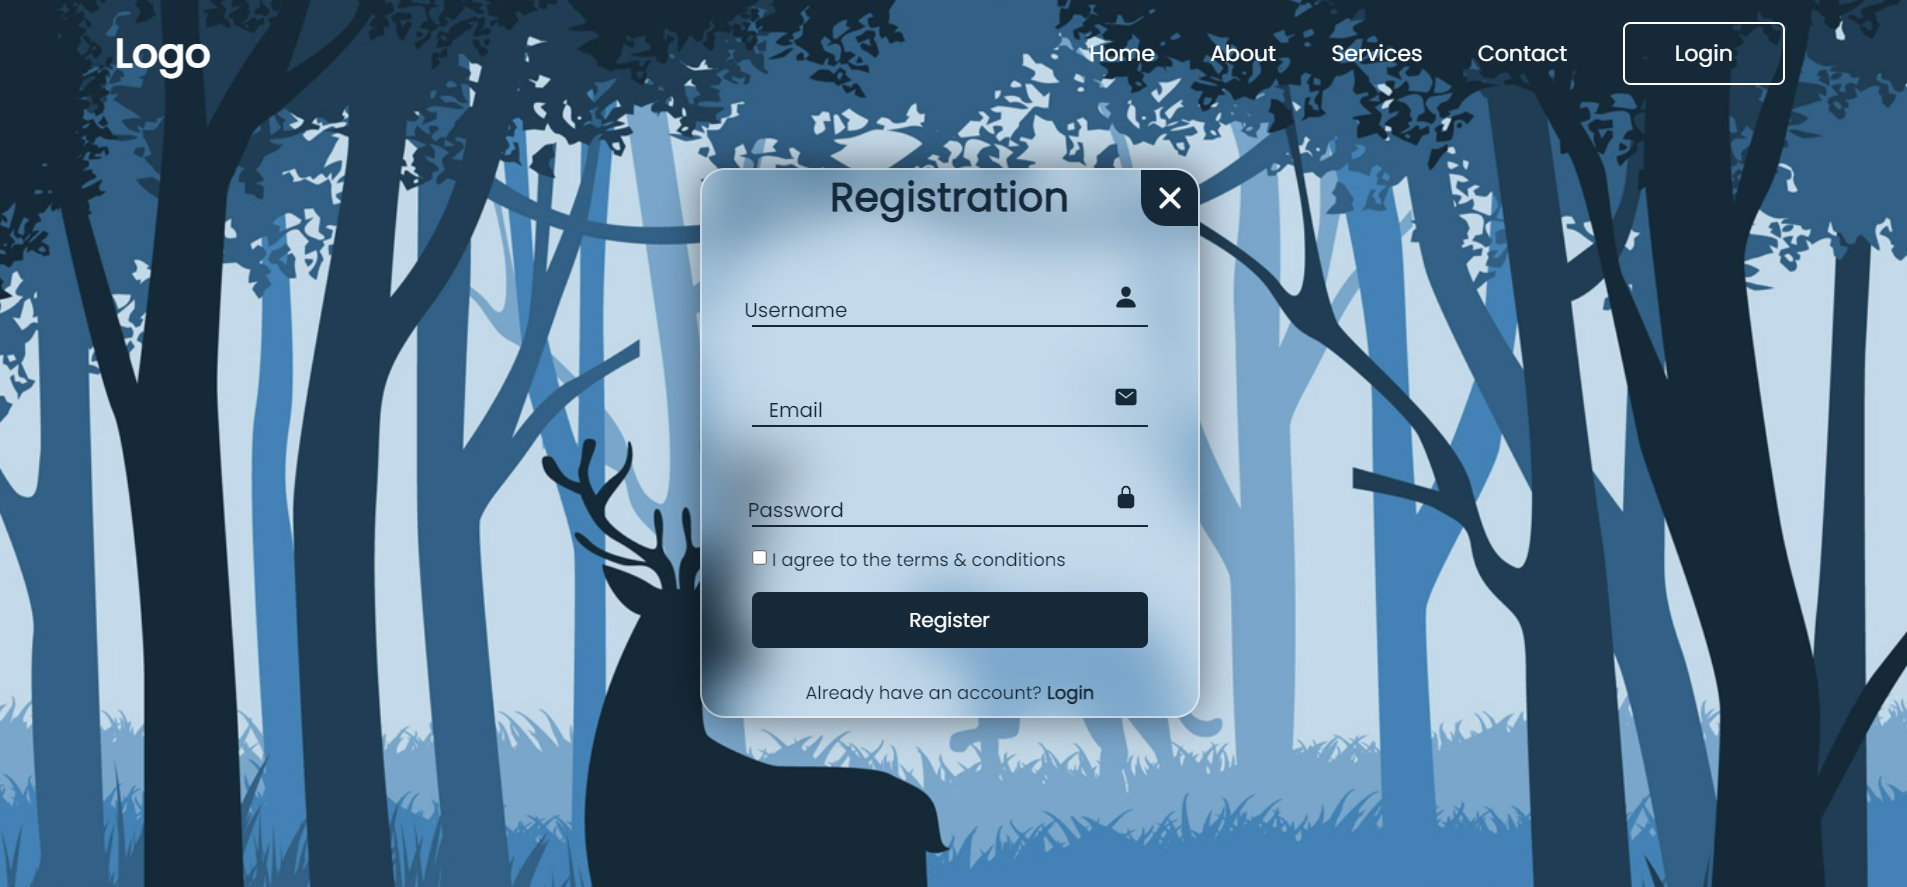 Logo
Home About Services Contact Login
Registration
Username
Email
Password
I agree to the terms & conditions
Register
Already have an account? Login